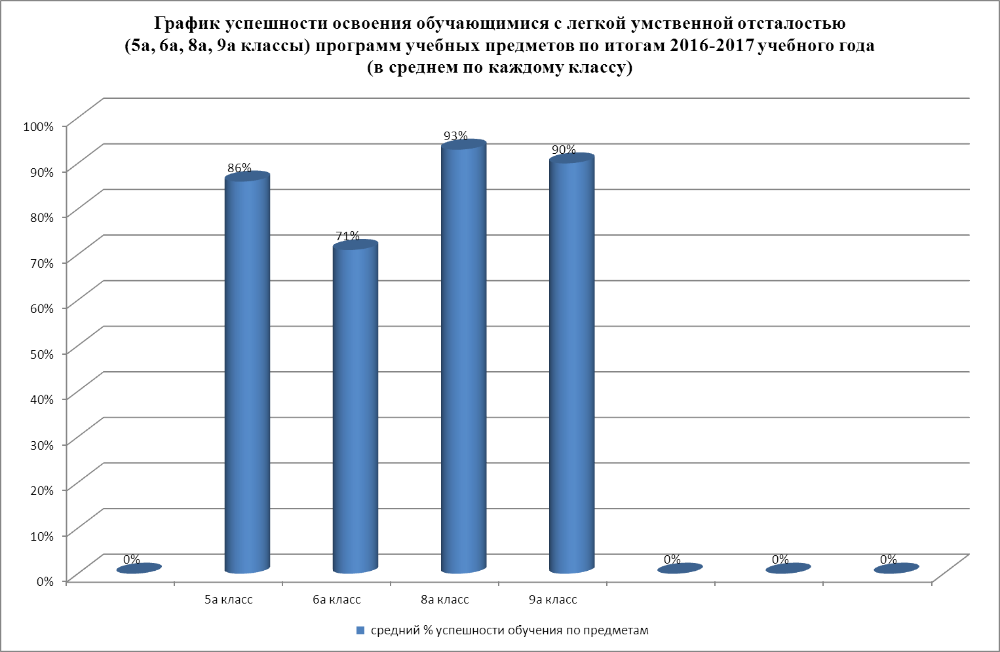 График успешности освоения обучающимися с легкой умственной отсталостью
(5а, 6а, 8а, 9а классы) программ учебных предметов по итогам 2016-2017 учебного года
(в среднем по каждому классу)
100%
90%
80%
70%
60%
50%
40%
30%
20%
10%
0%
0%
86%
71%
93%
90%
0%
0%
0%
5а класс
6а класс
8а класс
9а класс
средний % успешности обучения по предметам